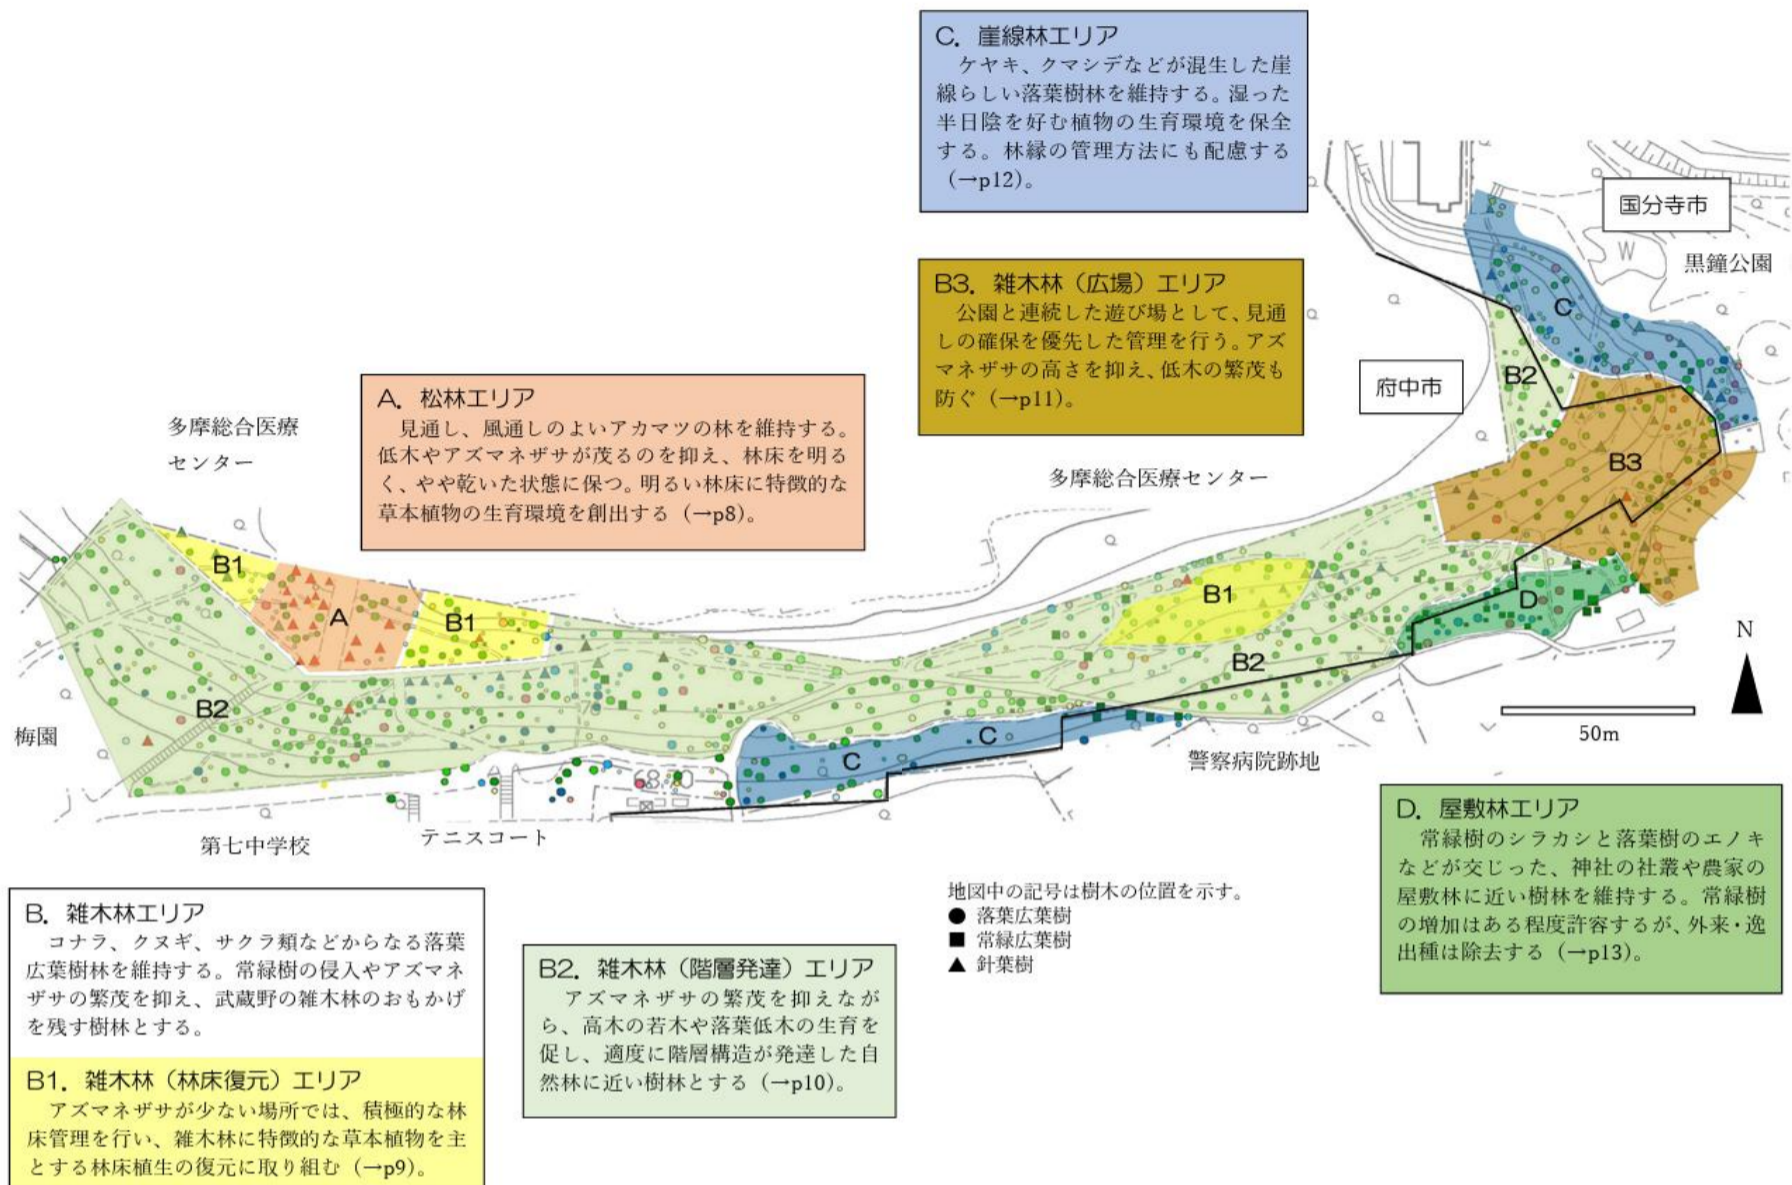 C．崖線林エリア
ケヤキ、クマシデなどが混生した崖
線らしい落葉樹林を維持する。湿った
半日陰を好む植物の生育環境を保全
する。林縁の管理方法にも配慮する
（→p12）。
国分寺市
黒鐘公園
W
C
B3．雑木林（広場）エリア
公園と連続した遊び場として、見通
しの確保を優先した管理を行う。アズ
マネザサの高さを抑え、低木の繁茂も
防ぐ（→p11）。
府中市
B2
B3
A．松林エリア
見通し、風通しのよいアカマツの林を維持する。
低木やアズマネザサが茂るのを抑え、林床を明る
く、やや乾いた状態に保つ。明るい林床に特徴的な
草本植物の生育環境を創出する（→p8）。
多摩総合医療
センター
多摩総合医療センター
B1
A
B1
B1
D
B2
B2
C
C
N
50m
梅園
警察病院跡地
第七中学校
テニスコート
D．屋敷林エリア
常緑樹のシラカシと落葉樹のエノキ
などが交じった、神社の社叢や農家の
屋敷林に近い樹林を維持する。常緑樹
の増加はある程度許容するが、外来・逸
出種は除去する（→p13）。
B．雑木林エリア
コナラ、クヌギ、サクラ類などからなる落葉
広葉樹林を維持する。常緑樹の侵入やアズマネ
ザサの繁茂を抑え、武蔵野の雑木林のおもかげ
を残す樹林とする。
B1．雑木林（林床復元）エリア
アズマネザサが少ない場所では、積極的な林
床管理を行い、雑木林に特徴的な草本植物を主
とする林床植生の復元に取り組む（→p9）。
B2．雑木林（階層発達）エリア
アズマネザサの繁茂を抑えなが
ら、高木の若木や落葉低木の生育を
促し、適度に階層構造が発達した自
然林に近い樹林とする（→p10）。
地図中の記号は樹木の位置を示す。
● 落葉広葉樹
■ 常緑広葉樹
▲ 針葉樹